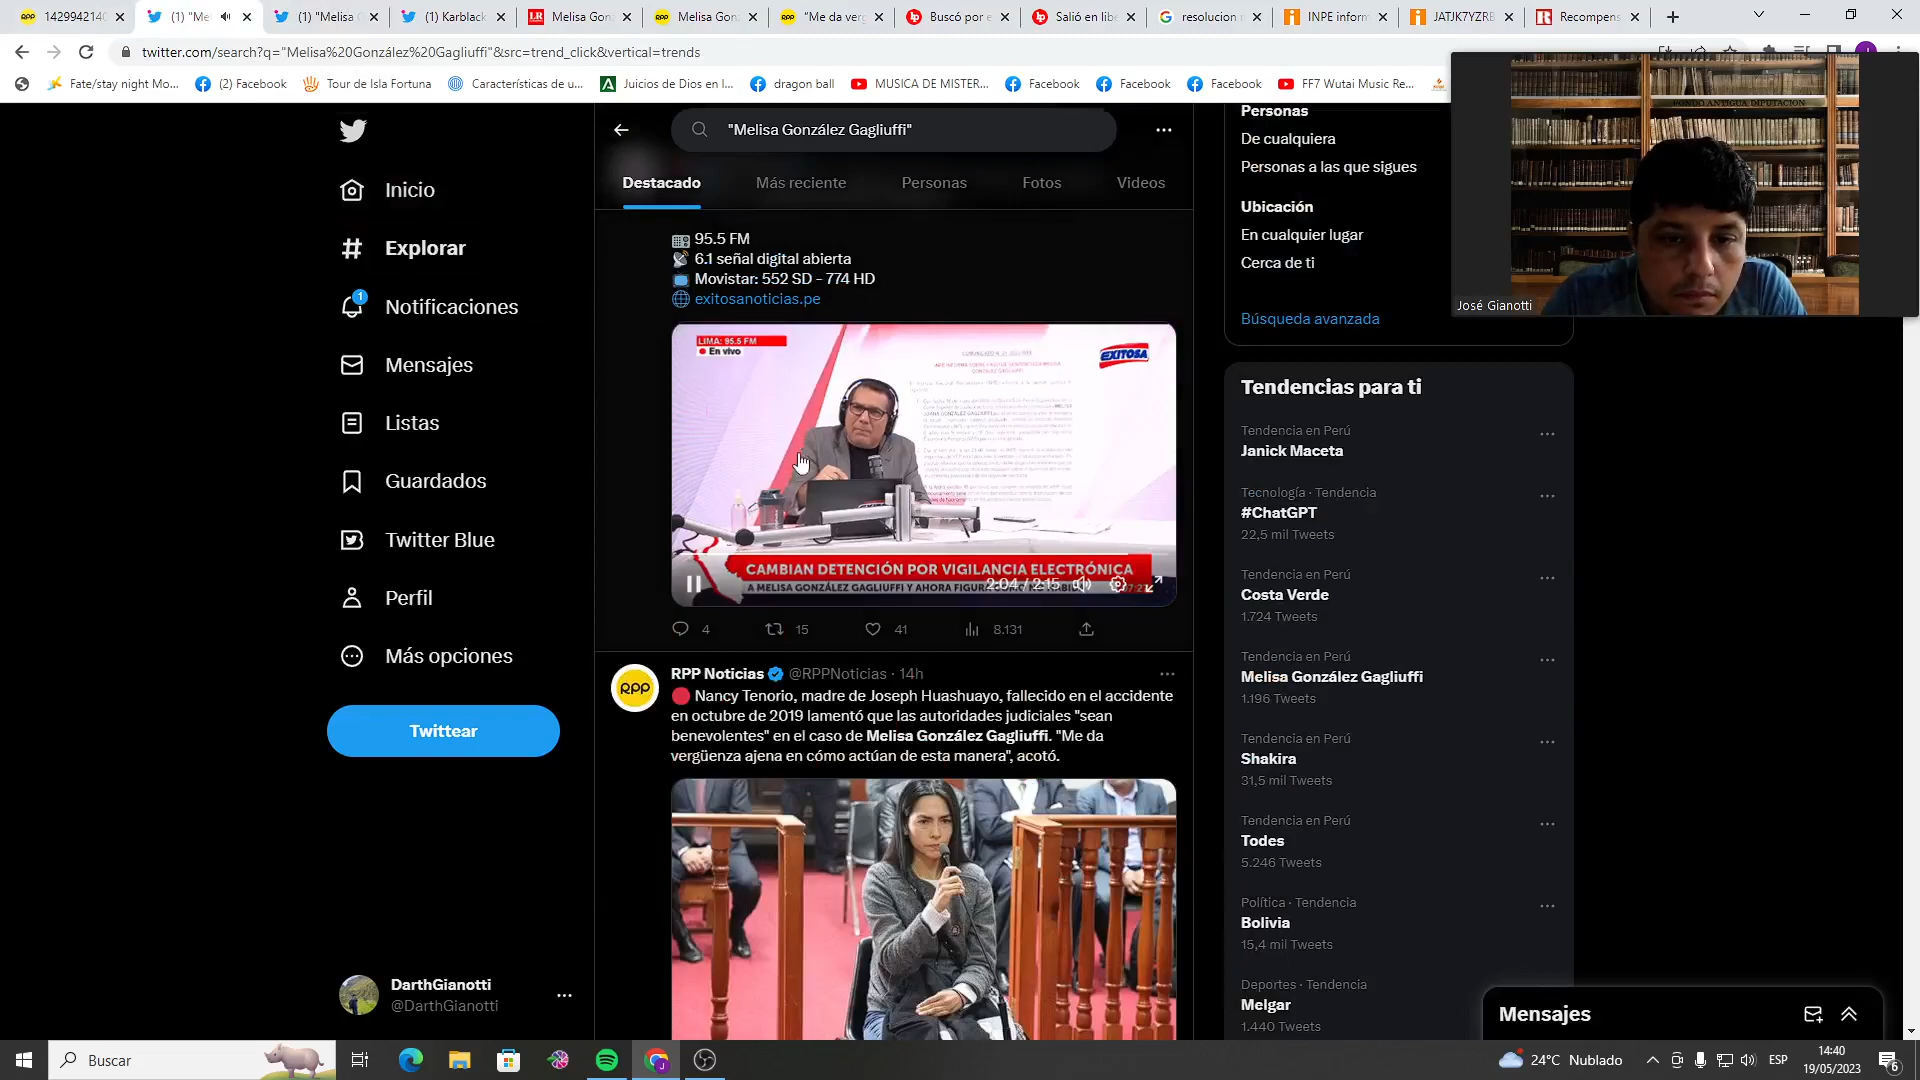 1429942140
(1) "Me
(1) "Melisa G
(1) Karblack
Melisa Gonz
Melisa Gonz
"Me da verg
Buscó por e
Salió en libe
resolucion n
INPE inform
JATJK7YZRB
Recompens
twitter.com/search?q="Melisa%20González%20Gagliuffi"&src=trend_click&vertical=trends
Fate/stay night Mo...
(2) Facebook
Tour de Isla Fortuna
Características de u...
Juicios de Dios en l...
dragon ball
MUSICA DE MISTER...
Facebook
Facebook
Facebook
FF7 Wutai Music Re...
Inicio
Explorar
1
Notificaciones
Mensajes
Listas
Guardados
Twitter Blue
Perfil
Más opciones
Twittear
DarthGianotti
@DarthGianotti
"Melisa González Gagliuffi"
Destacado
Más reciente
Personas
Fotos
Videos
95.5 FM
6.1 señal digital abierta
Movistar: 552 SD - 774 HD
exitosanoticias.pe
LIMA: 95.5 FM
En vivo
EXITOSA
CAMBIAN DETENCIÓN POR VIGILANCIA ELECTRÓNICA
A MELISA GONZÁLEZ GAGLIUFFI Y AHORA FIGURA
2:04 / 2:15
4
15
41
8.131
RPP Noticias @RPPNoticias · 14h
RPP
Nancy Tenorio, madre de Joseph Huashuayo, fallecido en el accidente
en octubre de 2019 lamentó que las autoridades judiciales "sean
benevolentes" en el caso de Melisa González Gagliuffi. "Me da
vergüenza ajena en cómo actúan de esta manera", acotó.
Personas
De cualquiera
Personas a las que sigues
Ubicación
En cualquier lugar
Cerca de ti
Búsqueda avanzada
FONDO ANTIGUA DIPUTACION
José Gianotti
Tendencias para ti
Tendencia en Perú
Janick Maceta
Tecnología · Tendencia
#ChatGPT
22,5 mil Tweets
Tendencia en Perú
Costa Verde
1.724 Tweets
Tendencia en Perú
Melisa González Gagliuffi
1.196 Tweets
Tendencia en Perú
Shakira
31,5 mil Tweets
Tendencia en Perú
Todes
5.246 Tweets
Política · Tendencia
Bolivia
15,4 mil Tweets
Deportes · Tendencia
Melgar
1.440 Tweets
Mensajes
Buscar
24°C Nublado
ESP
14:40
19/05/2023
6